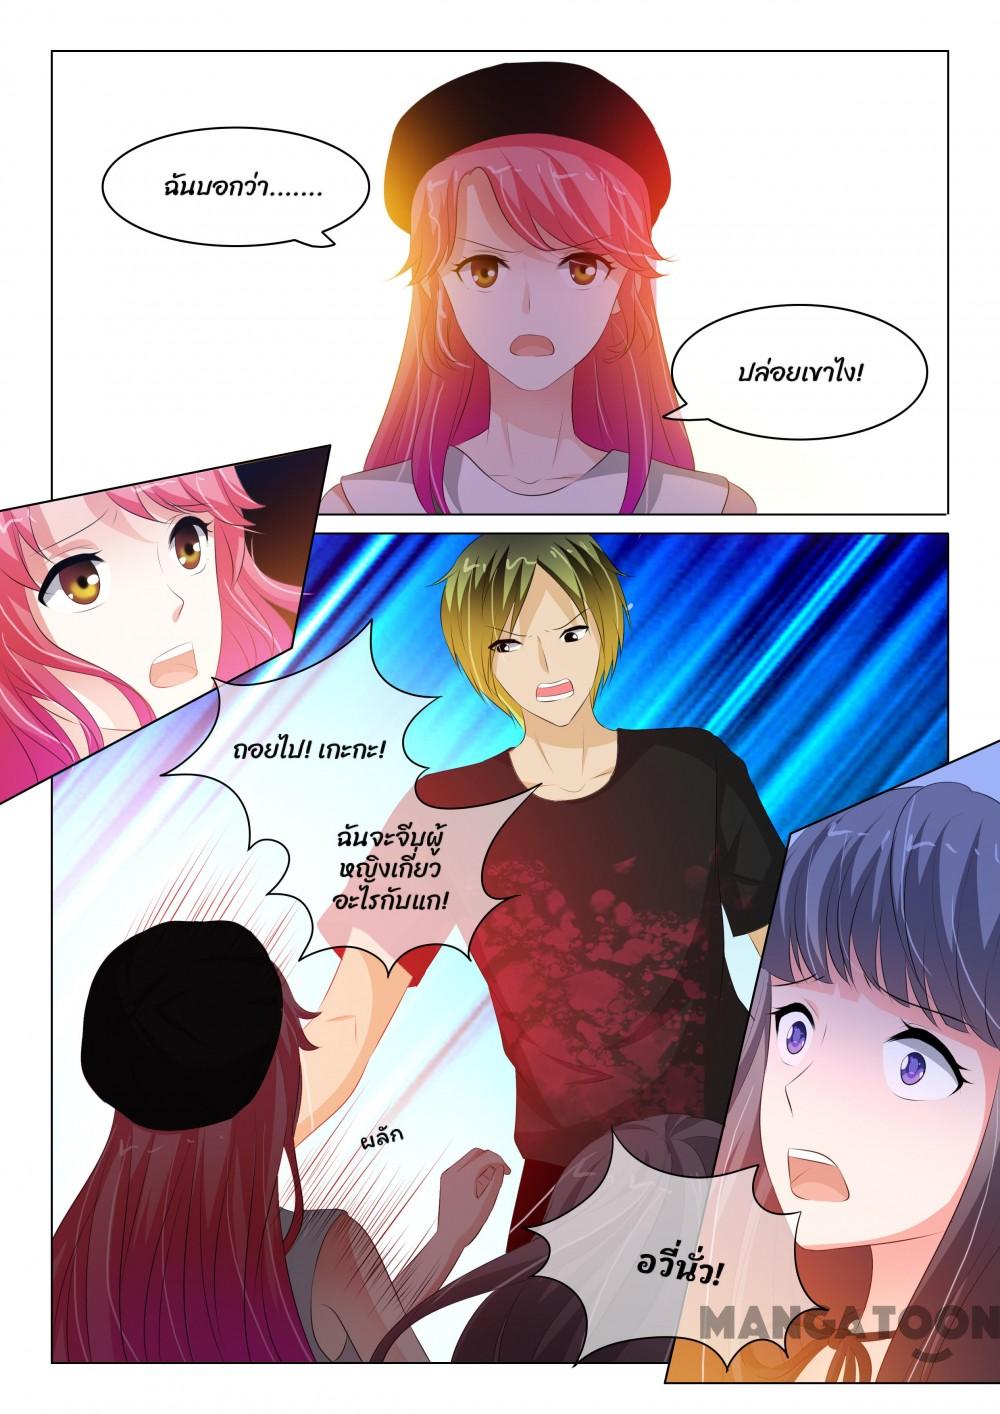 ฉันบอกว่า.......
ปล่อยเขาไง!
ถอยไป! เกะกะ!
ฉันจะจีบผู้
หญิงเกี่ยว
อะไรกับแก!
ผลัก
อวี่นั่ว!
MANGATOON